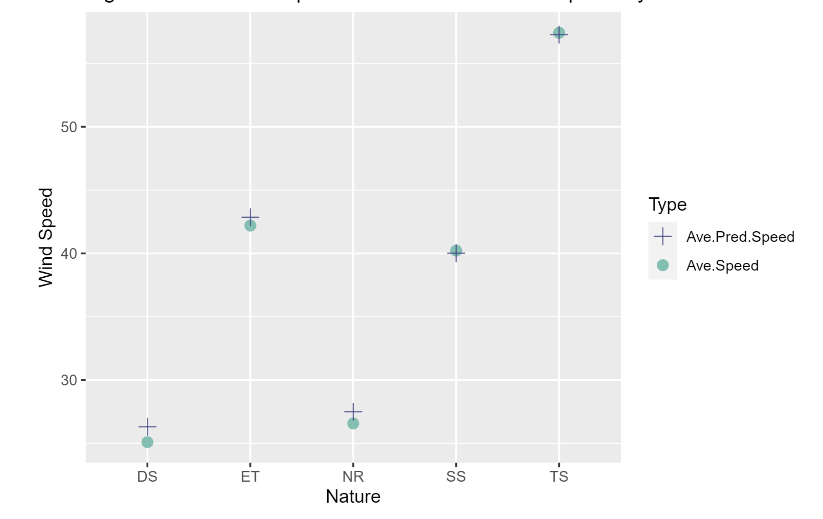 50
40
30
Wind Speed
DS ET NR SS TS
Nature
Type
Ave.Pred.Speed
Ave.Speed